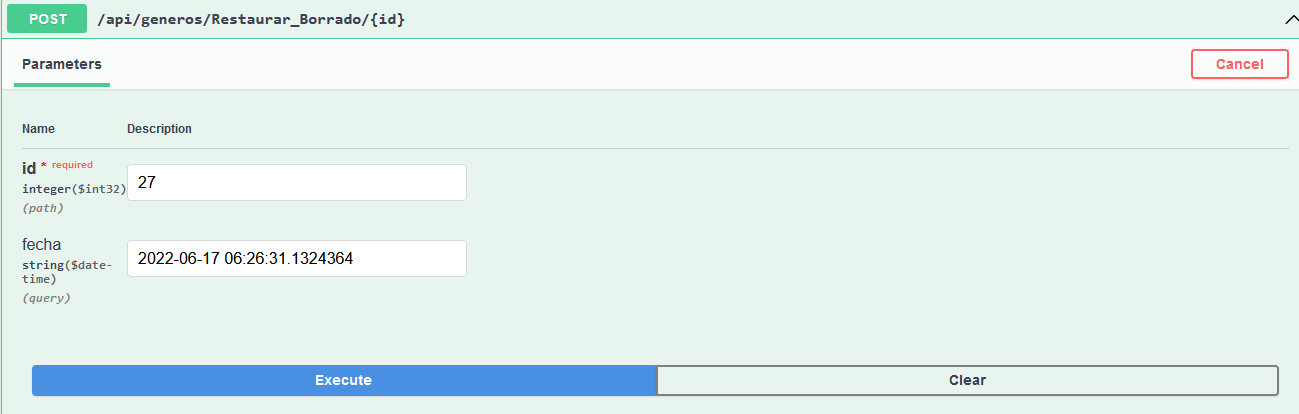 POST /api/generos/Restaurar_Borrado/{id}
Parameters
Cancel
Name Description
id * required
integer($int32)
(path)
27
fecha
string($date-
time)
(query)
2022-06-17 06:26:31.1324364
Execute
Clear